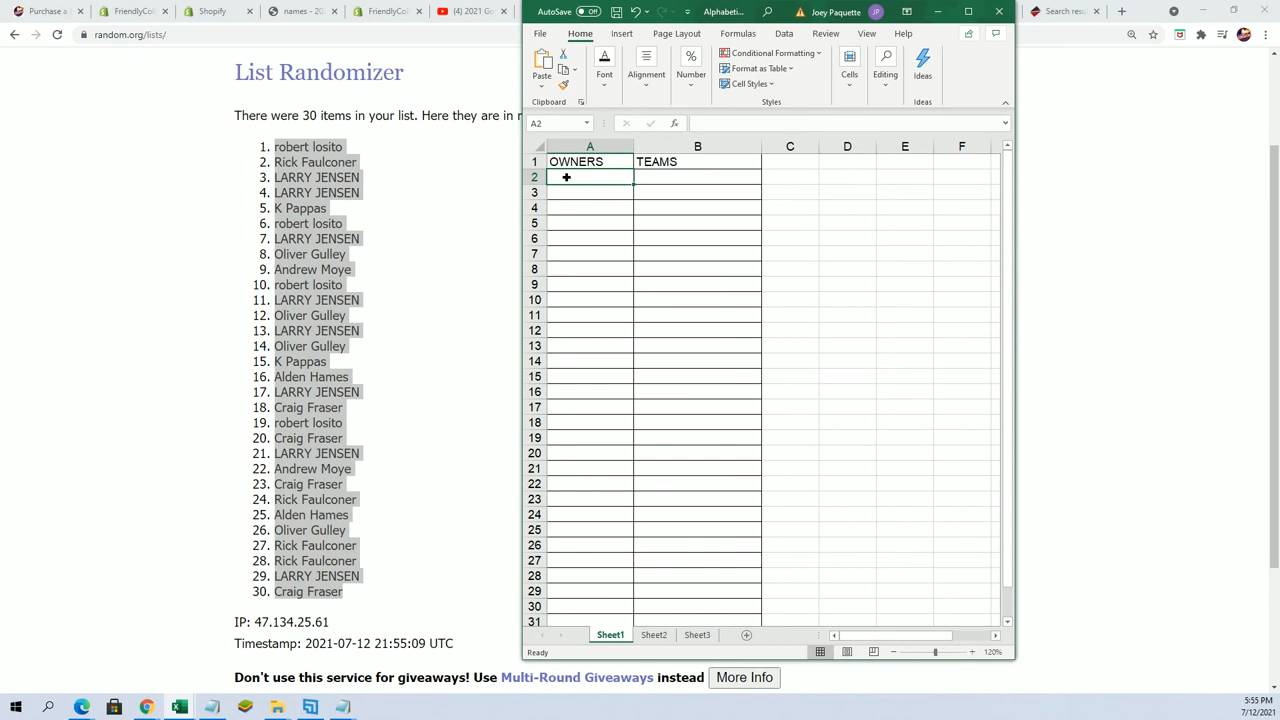 Purchase a
FriendlyColl
Shopify
names - 202
FriendlyColl
(4) 2021 Go
Search resu
random.org/lists/
AutoSave Off
Alphabeti...
Joey Paquette JP
File Home Insert Page Layout Formulas Data Review View Help
Paste
Clipboard
Font
Alignment
Number
Conditional Formatting
Format as Table
Cell Styles
Styles
Cells
Editing
Ideas
Ideas
A2
A B C D E F
1 OWNERS TEAMS
2
3
4
5
6
7
8
9
10
11
12
13
14
15
16
17
18
19
20
21
22
23
24
25
26
27
28
29
30
31
Sheet1 Sheet2 Sheet3
Ready
120%
List Randomizer
There were 30 items in your list. Here they are in r
1. robert losito
2. Rick Faulconer
3. LARRY JENSEN
4. LARRY JENSEN
5. K Pappas
6. robert losito
7. LARRY JENSEN
8. Oliver Gulley
9. Andrew Moye
10. robert losito
11. LARRY JENSEN
12. Oliver Gulley
13. LARRY JENSEN
14. Oliver Gulley
15. K Pappas
16. Alden Hames
17. LARRY JENSEN
18. Craig Fraser
19. robert losito
20. Craig Fraser
21. LARRY JENSEN
22. Andrew Moye
23. Craig Fraser
24. Rick Faulconer
25. Alden Hames
26. Oliver Gulley
27. Rick Faulconer
28. Rick Faulconer
29. LARRY JENSEN
30. Craig Fraser
IP: 47.134.25.61
Timestamp: 2021-07-12 21:55:09 UTC
Don't use this service for giveaways! Use Multi-Round Giveaways instead More Info
5:55 PM
7/12/2021